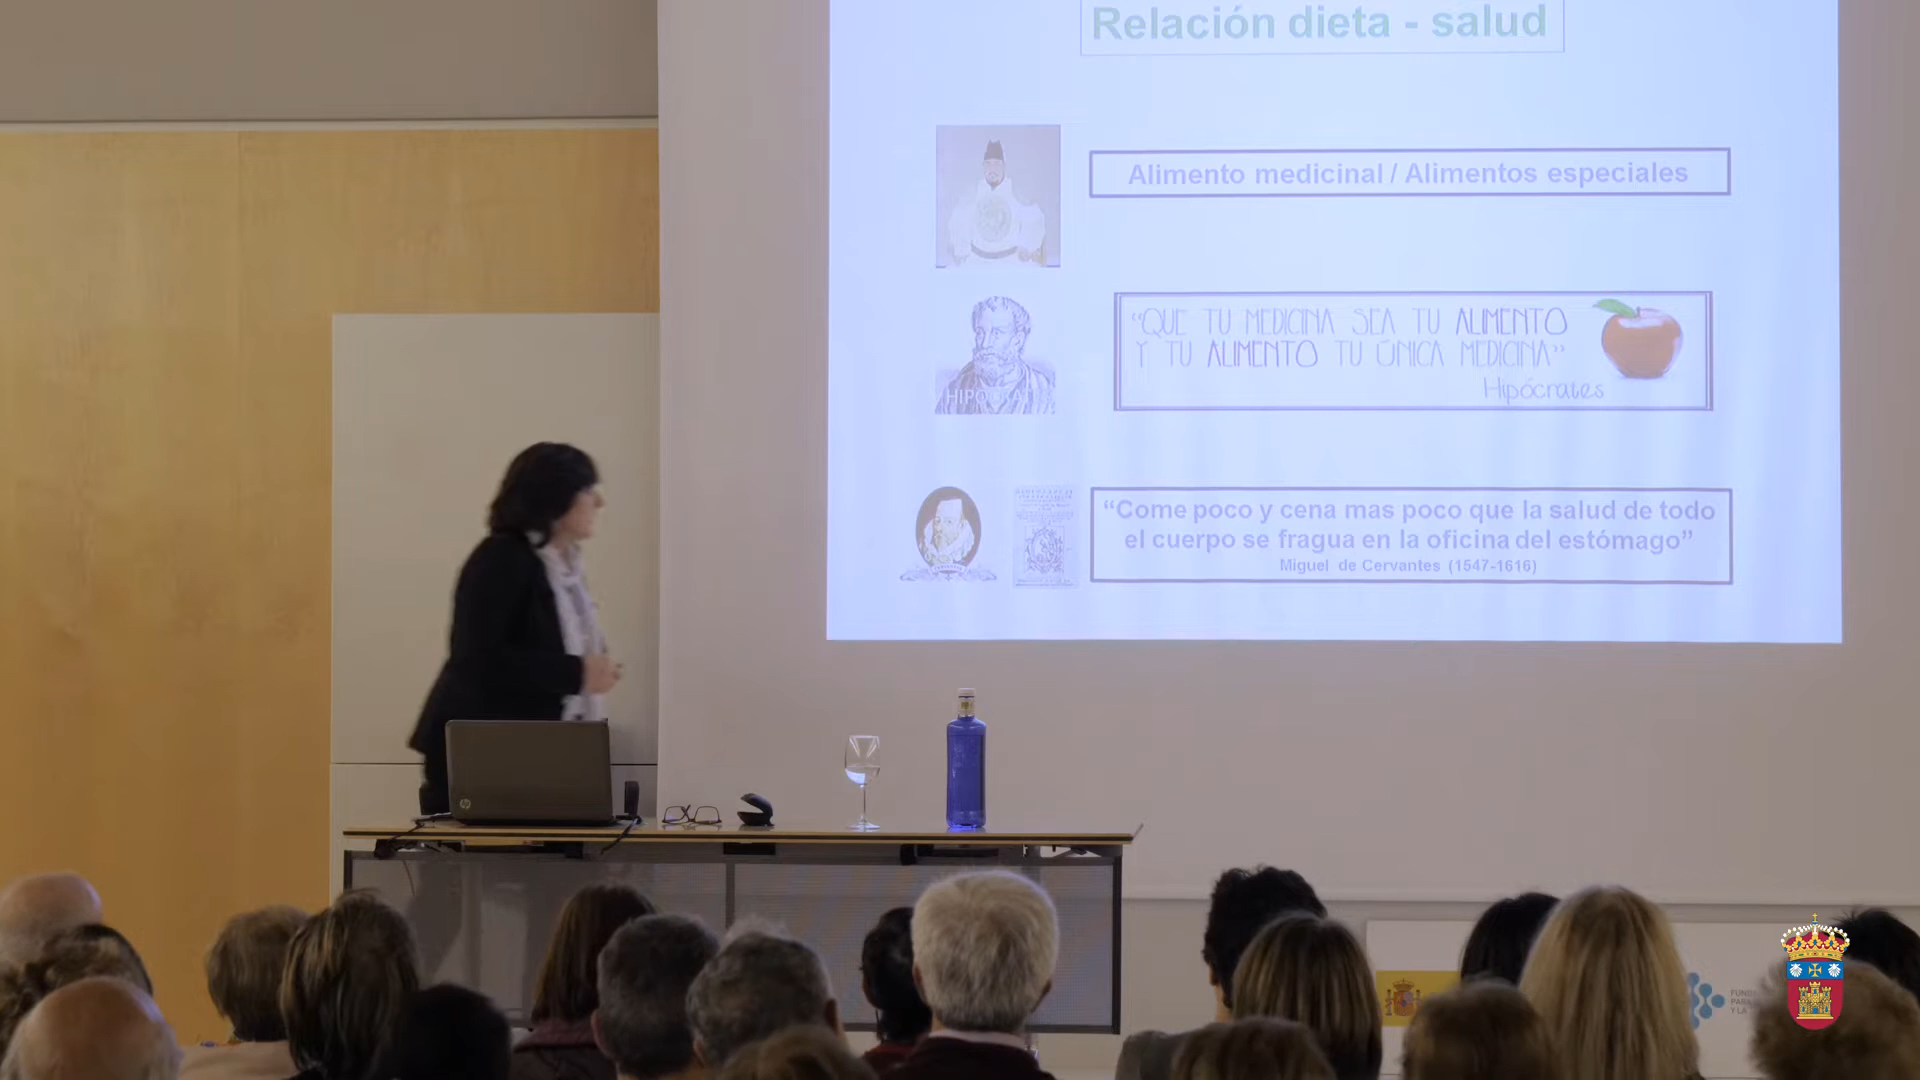 Relación dieta - salud
Alimento medicinal / Alimentos especiales
“QUE TU MEDICINA SEA TU ALIMENTO
Y TU ALIMENTO TU ÚNICA MEDICINA”
Hipócrates
“Come poco y cena mas poco que la salud de todo
el cuerpo se fragua en la oficina del estómago”
Miguel de Cervantes (1547-1616)
hp